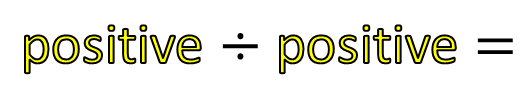 positive ÷ positive =